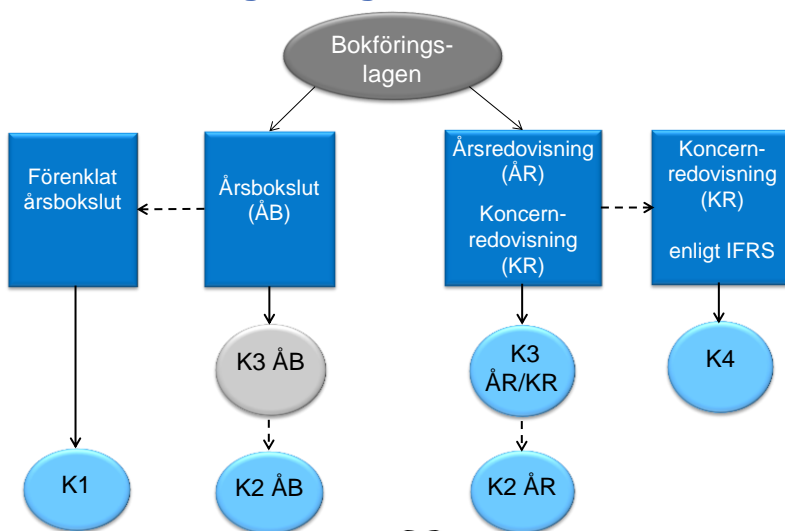 Bokförings-
lagen
Förenklat
årsbokslut
Årsbokslut
(ÅB)
Årsredovisning
(ÅR)
Koncern-
redovisning
(KR)
Koncern-
redovisning
(KR)
enligt IFRS
K3 ÅB
K3
ÅR/KR
K4
K1
K2 ÅB
K2 ÅR